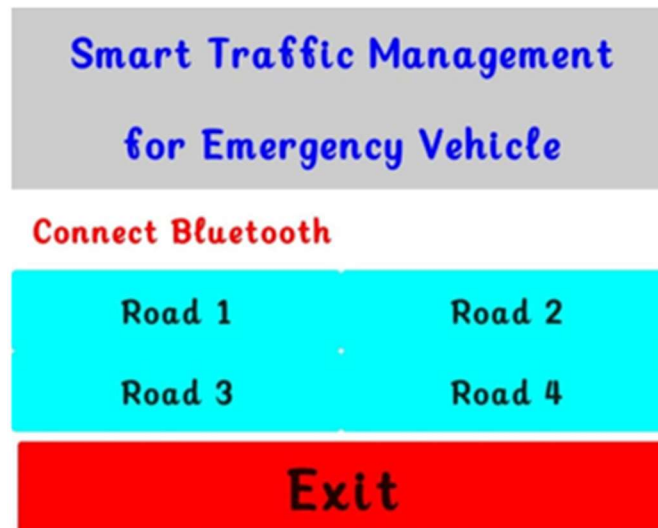 Smart Traffic Management
for Emergency Vehicle
Connect Bluetooth
Road 1 Road 2
Road 3 Road 4
Exit